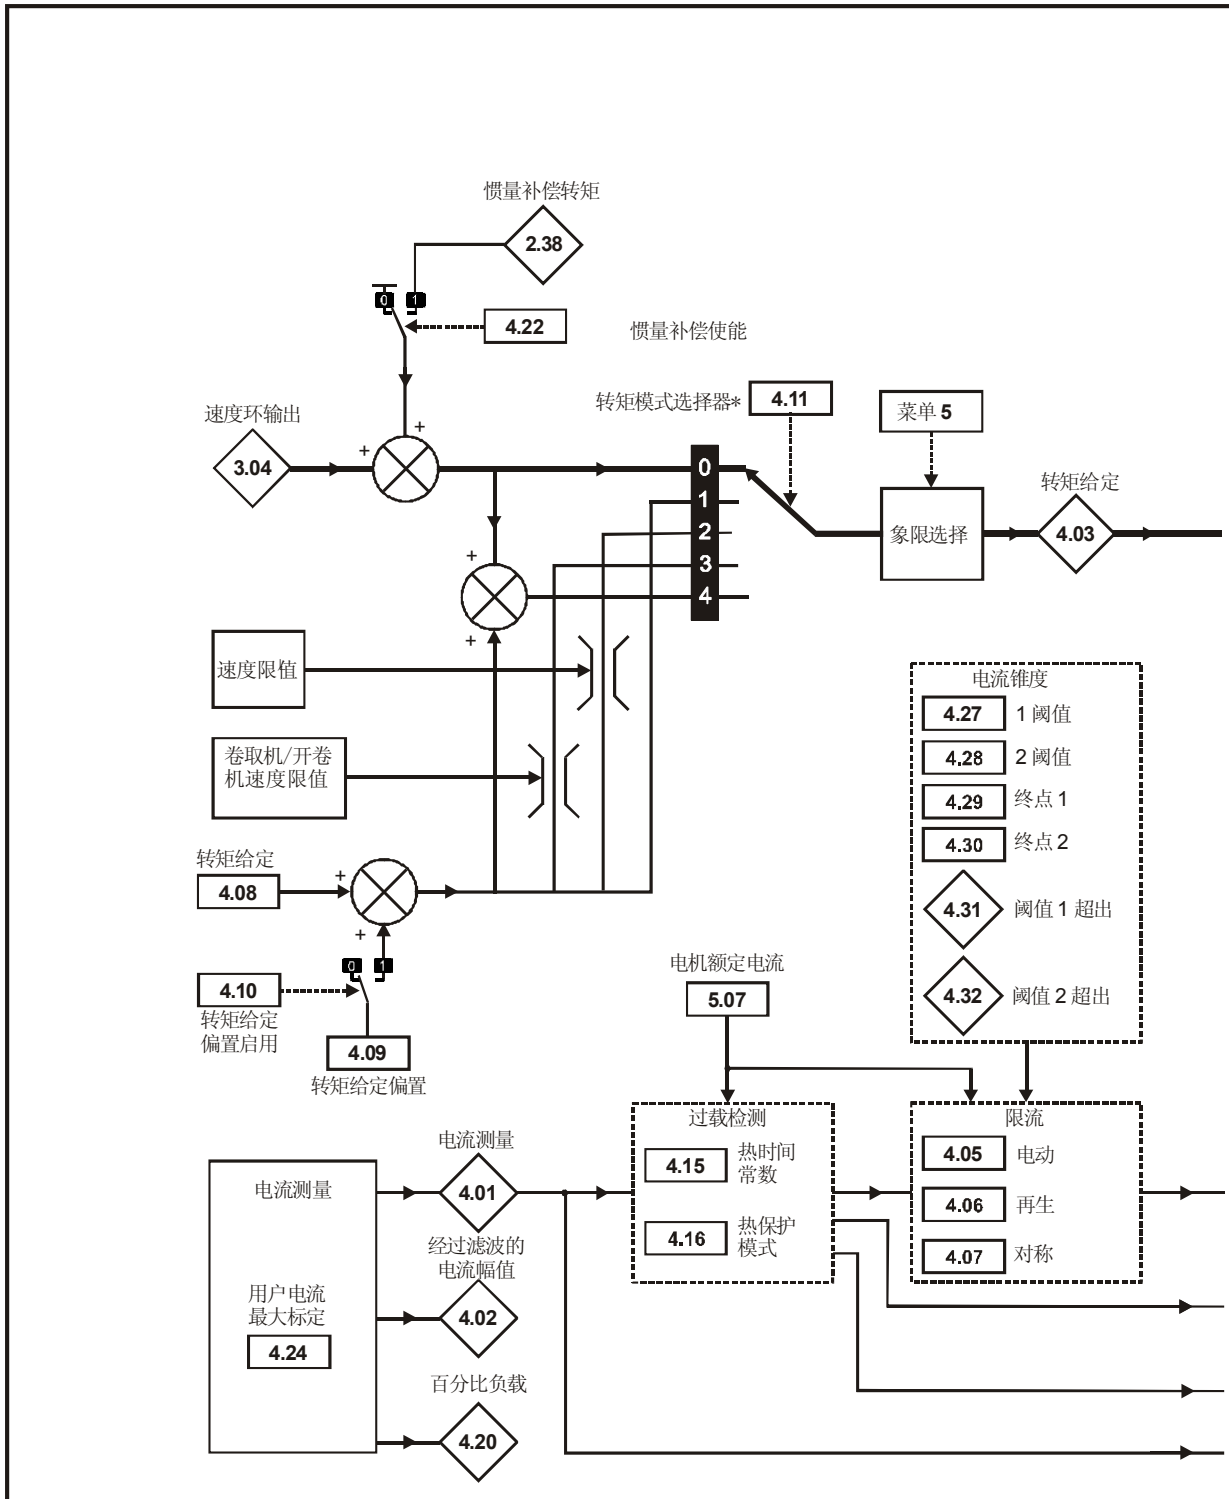 惯量补偿转矩
2.38
0 1
4.22
惯量补偿使能
速度环输出
3.04
+
+
转矩模式选择器*
4.11
菜单 5
0
1
2
3
4
象限选择
转矩给定
4.03
+
+
速度限值
卷取机/开卷
机速度限值
转矩给定
4.08
+
+
0 1
4.10
转矩给定
偏置启用
4.09
转矩给定偏置
电流锥度
4.27 1 阈值
4.28 2 阈值
4.29 终点 1
4.30 终点 2
4.31 阈值 1 超出
4.32 阈值 2 超出
电机额定电流
5.07
过载检测
4.15 热时间
常数
4.16 热保护
模式
限流
4.05 电动
4.06 再生
4.07 对称
电流测量
用户电流
最大标定
4.24
电流测量
4.01
经过滤波的
电流幅值
4.02
百分比负载
4.20